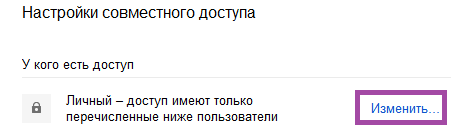 Настройки совместного доступа
У кого есть доступ
Личный – доступ имеют только
перечисленные ниже пользователи
Изменить...